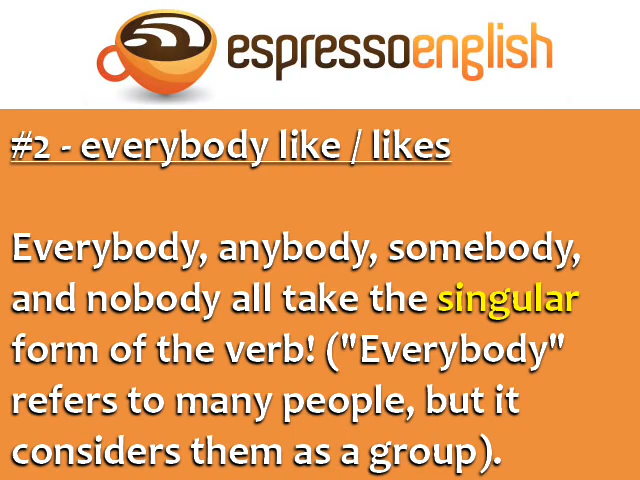 espressoenglish
#2 - everybody like / likes
Everybody, anybody, somebody,
and nobody all take the singular
form of the verb! ("Everybody"
refers to many people, but it
considers them as a group).